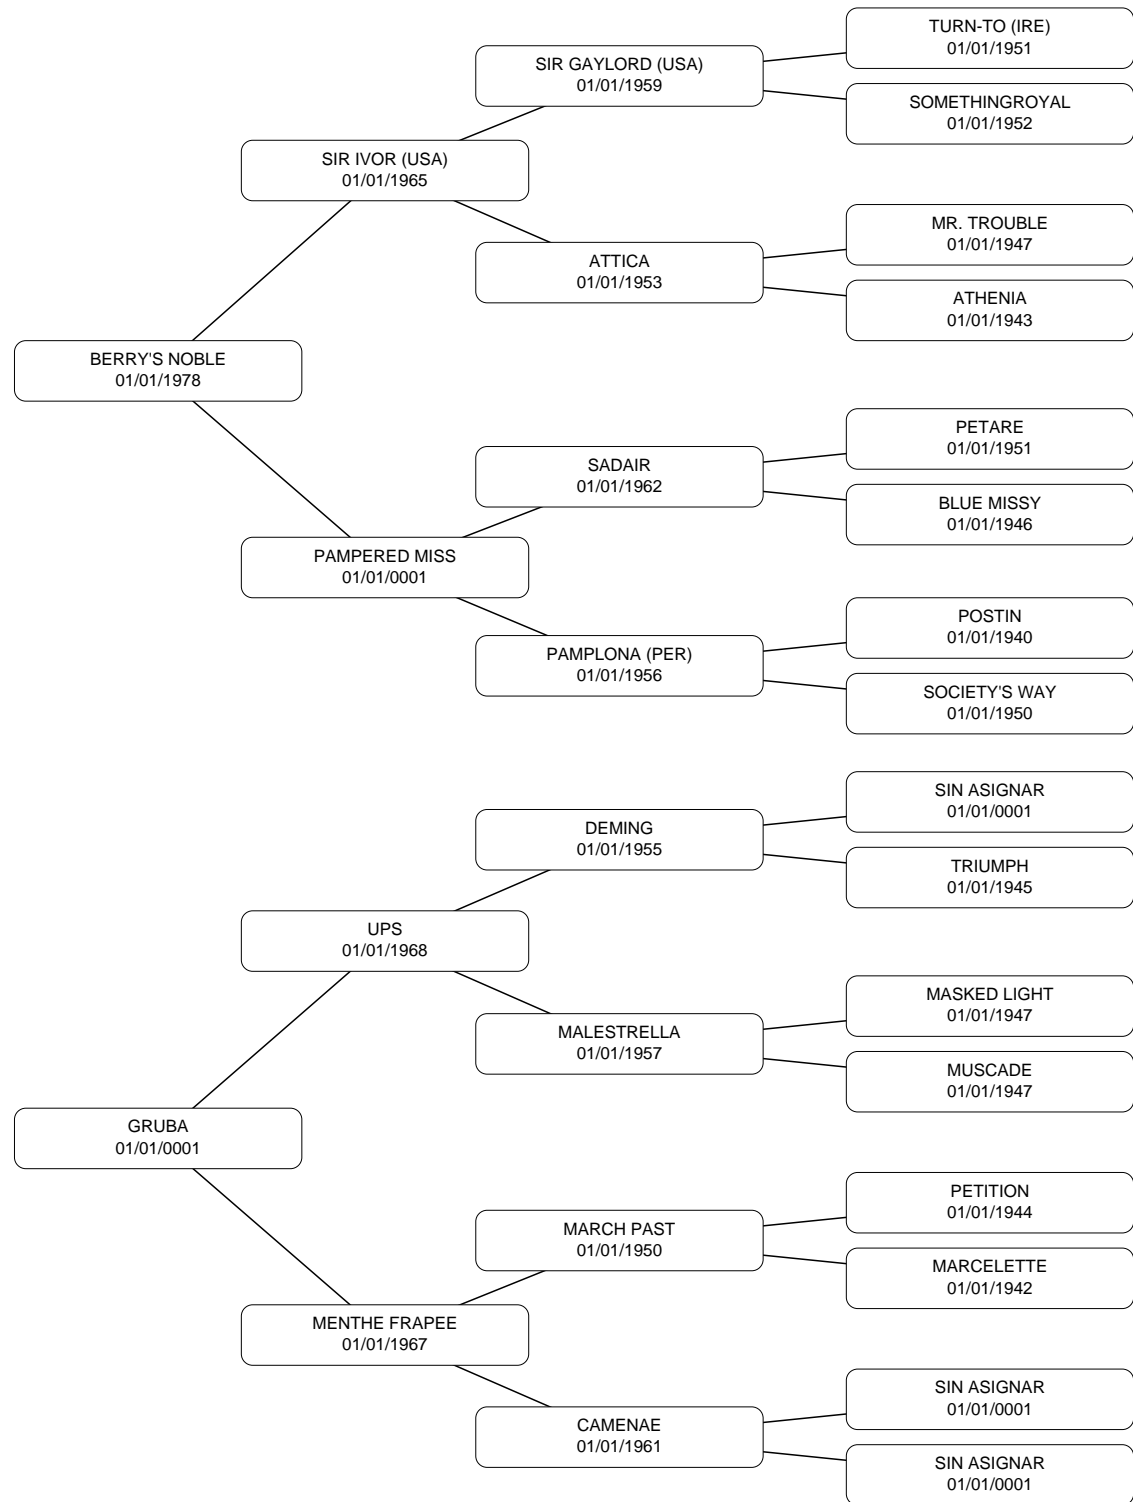 TURN-TO (IRE)
01/01/1951
SIR GAYLORD (USA)
01/01/1959
SOMETHINGROYAL
01/01/1952
SIR IVOR (USA)
01/01/1965
MR. TROUBLE
01/01/1947
ATTICA
01/01/1953
ATHENIA
01/01/1943
BERRY'S NOBLE
01/01/1978
PETARE
01/01/1951
SADAIR
01/01/1962
BLUE MISSY
01/01/1946
PAMPERED MISS
01/01/0001
POSTIN
01/01/1940
PAMPLONA (PER)
01/01/1956
SOCIETY'S WAY
01/01/1950
SIN ASIGNAR
01/01/0001
DEMING
01/01/1955
TRIUMPH
01/01/1945
UPS
01/01/1968
MASKED LIGHT
01/01/1947
MALESTRELLA
01/01/1957
MUSCADE
01/01/1947
GRUBA
01/01/0001
PETITION
01/01/1944
MARCH PAST
01/01/1950
MARCELETTE
01/01/1942
MENTHE FRAPEE
01/01/1967
SIN ASIGNAR
01/01/0001
CAMENAE
01/01/1961
SIN ASIGNAR
01/01/0001